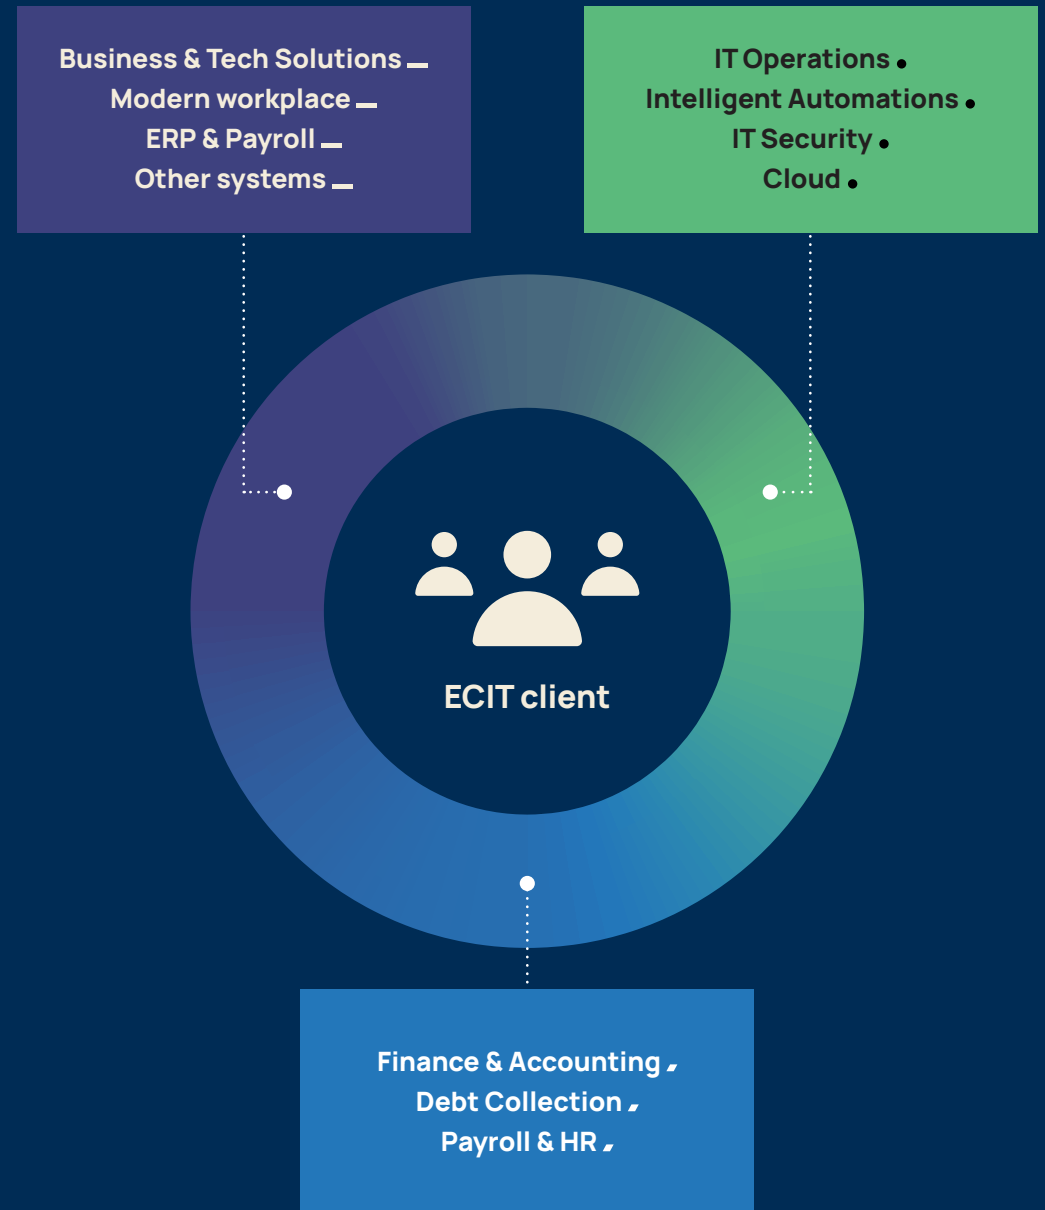 Business & Tech Solutions
Modern workplace
ERP & Payroll
Other systems
IT Operations
Intelligent Automations
IT Security
Cloud
ECIT client
Finance & Accounting
Debt Collection
Payroll & HR